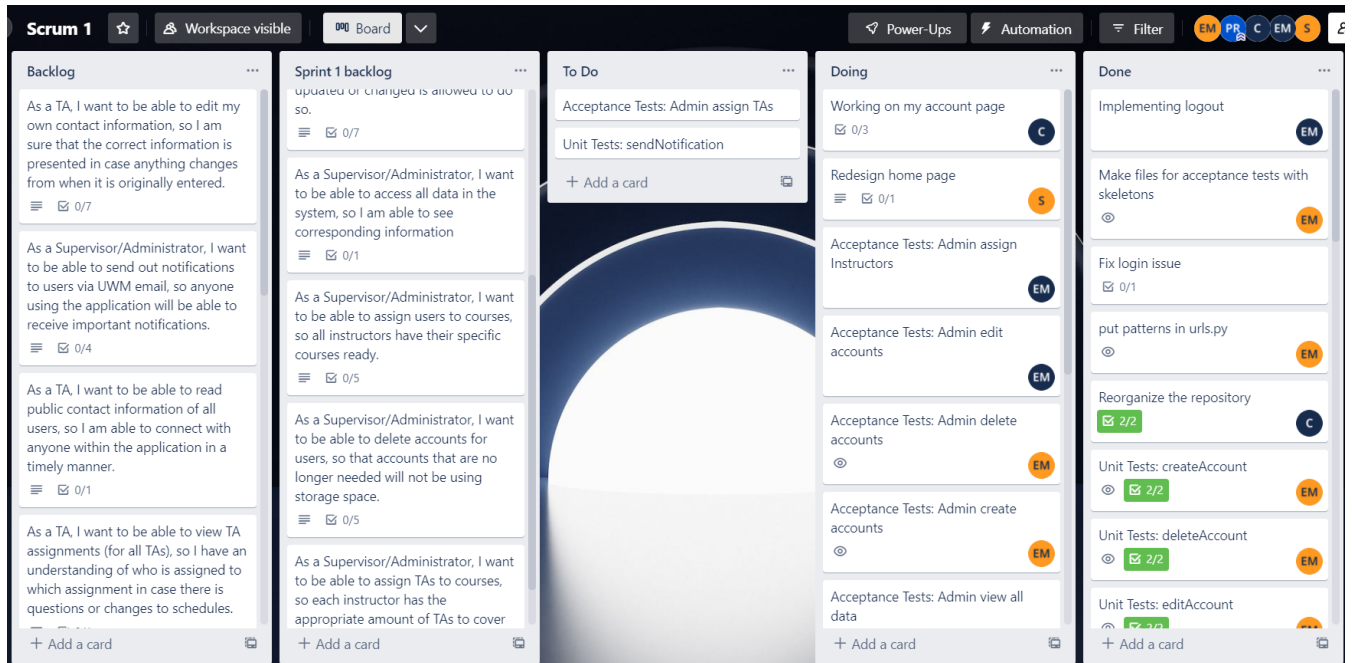 Scrum 1
Workspace visible
Board
Power-Ups
Automation
Filter
EM
PR
C
EM
S
Backlog
As a TA, I want to be able to edit my
own contact information, so I am
sure that the correct information is
presented in case anything changes
from when it is originally entered.
0/7
As a Supervisor/Administrator, I want
to be able to send out notifications
to users via UWM email, so anyone
using the application will be able to
receive important notifications.
0/4
As a TA, I want to be able to read
public contact information of all
users, so I am able to connect with
anyone within the application in a
timely manner.
0/1
As a TA, I want to be able to view TA
assignments (for all TAs), so I have an
understanding of who is assigned to
which assignment in case there is
questions or changes to schedules.
+ Add a card
Sprint 1 backlog
updated or changed is allowed to do
so.
0/7
As a Supervisor/Administrator, I want
to be able to access all data in the
system, so I am able to see
corresponding information
0/1
As a Supervisor/Administrator, I want
to be able to assign users to courses,
so all instructors have their specific
courses ready.
0/5
As a Supervisor/Administrator, I want
to be able to delete accounts for
users, so that accounts that are no
longer needed will not be using
storage space.
0/5
As a Supervisor/Administrator, I want
to be able to assign TAs to courses,
so each instructor has the
appropriate amount of TAs to cover
+ Add a card
To Do
Acceptance Tests: Admin assign TAs
Unit Tests: sendNotification
+ Add a card
Doing
Working on my account page
0/3
C
Redesign home page
0/1
S
Acceptance Tests: Admin assign
Instructors
EM
Acceptance Tests: Admin edit
accounts
EM
Acceptance Tests: Admin delete
accounts
EM
Acceptance Tests: Admin create
accounts
EM
Acceptance Tests: Admin view all
data
+ Add a card
Done
Implementing logout
EM
Make files for acceptance tests with
skeletons
EM
Fix login issue
0/1
put patterns in urls.py
EM
Reorganize the repository
2/2
C
Unit Tests: createAccount
2/2
EM
Unit Tests: deleteAccount
2/2
EM
Unit Tests: editAccount
2/2
EM
+ Add a card